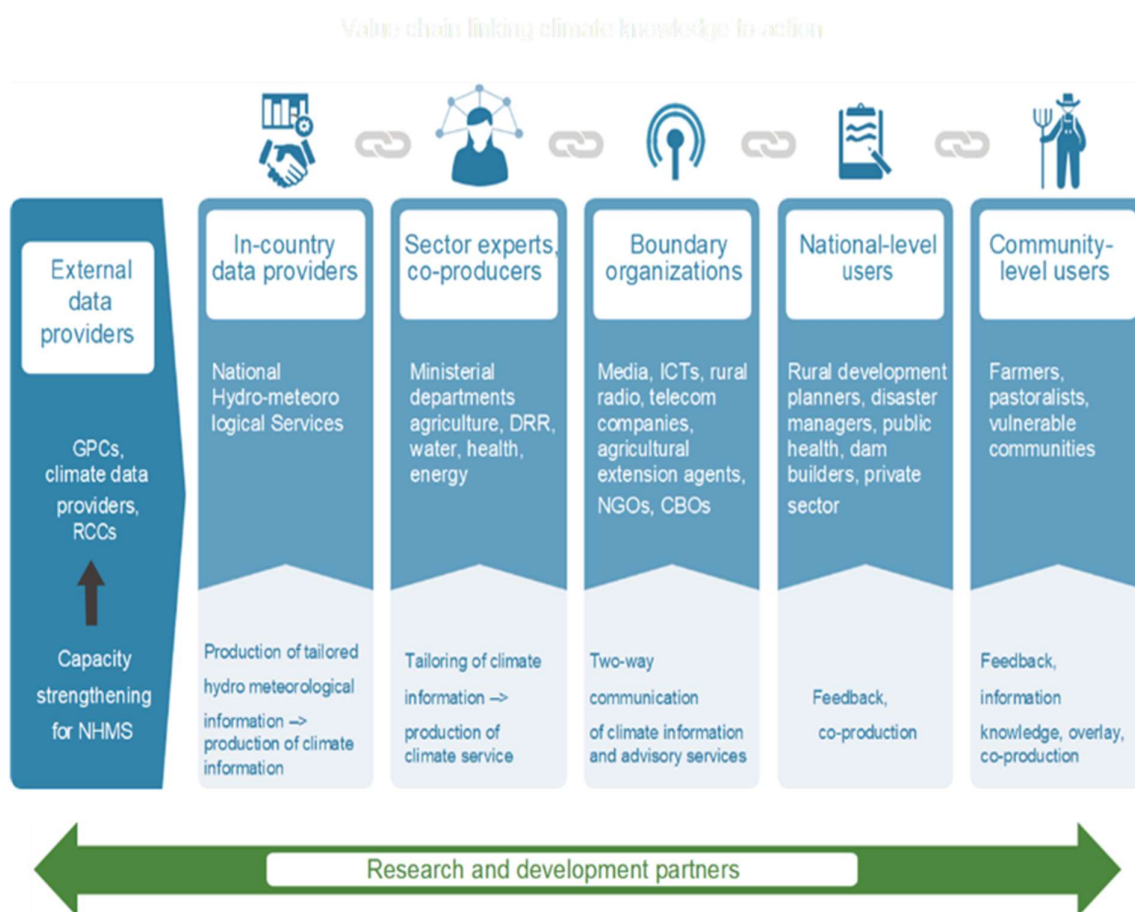 Value chain linking climate knowledge to action
External
data
providers
GPCs,
climate data
providers,
RCCs
Capacity
strengthening
for NHMS
In-country
data providers
National
Hydro-meteoro
logical Services
Production of tailored
hydro meteorological
information –>
production of climate
information
Sector experts,
co-producers
Ministerial
departments
agriculture, DRR,
water, health,
energy
Tailoring of climate
information –>
production of
climate service
Boundary
organizations
Media, ICTs, rural
radio, telecom
companies,
agricultural
extension agents,
NGOs, CBOs
Two-way
communication
of climate information
and advisory services
National-level
users
Rural development
planners, disaster
managers, public
health, dam
builders, private
sector
Feedback,
co-production
Community-
level users
Farmers,
pastoralists,
vulnerable
communities
Feedback,
information
knowledge, overlay,
co-production
Research and development partners